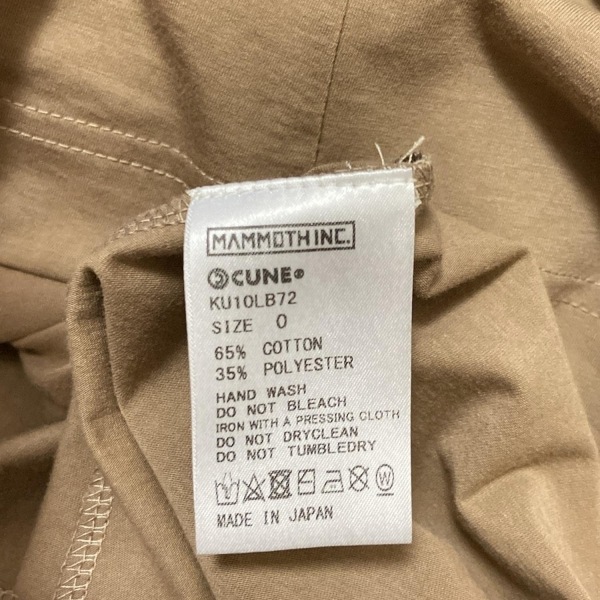 MAMMOTH INC.
CUNE®
KU10LB72
SIZE 0
65% COTTON
35% POLYESTER
HAND WASH
DO NOT BLEACH
IRON WITH A PRESSING CLOTH
DO NOT DRYCLEAN
DO NOT TUMBLEDRY
W
MADE IN JAPAN